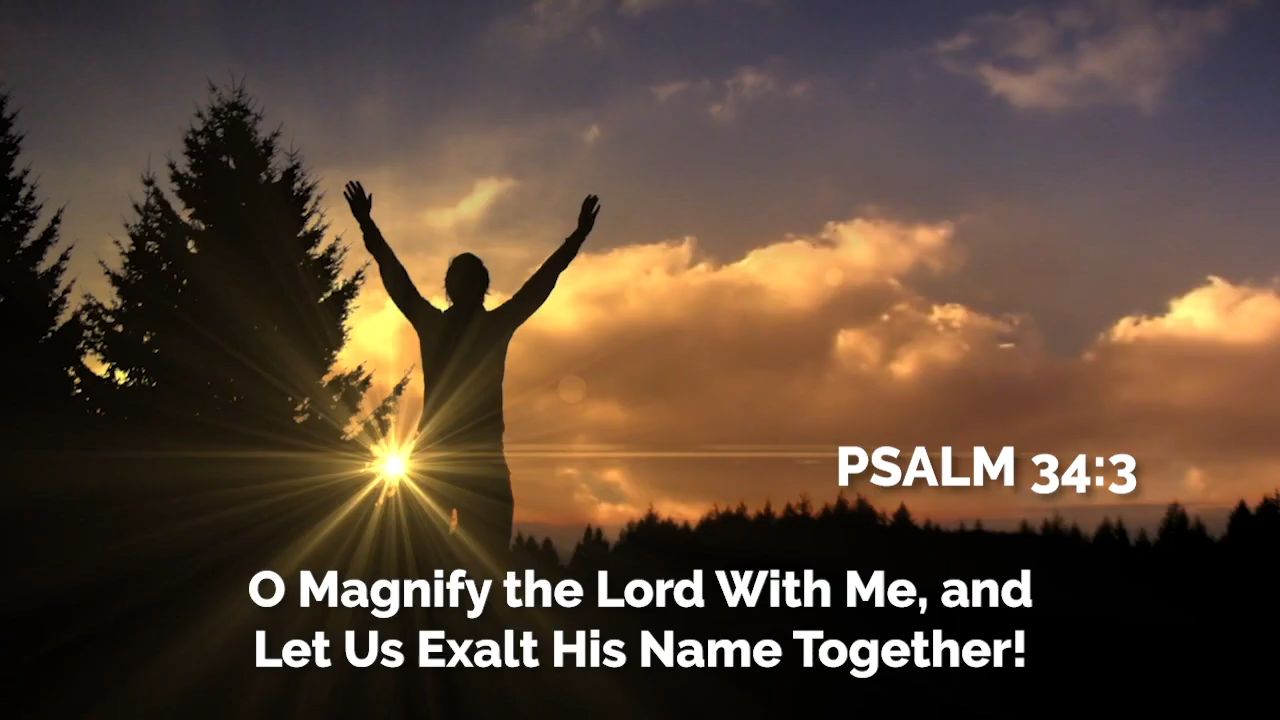 PSALM 34:3
O Magnify the Lord With Me, and
Let Us Exalt His Name Together!